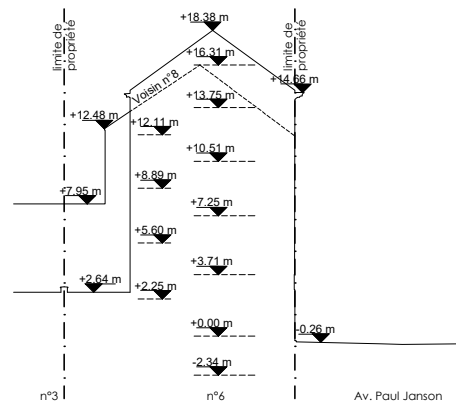 +18.38 m
limite de propriété
limite de propriété
+16.31 m
+14.66 m
Voisin n°8
+13.75 m
+12.48 m
+12.11 m
+10.51 m
+8.89 m
+7.95 m
+7.25 m
+5.60 m
+3.71 m
+2.64 m
+2.25 m
+0.00 m
-0.26 m
-2.34 m
n°3
n°6
Av. Paul Janson